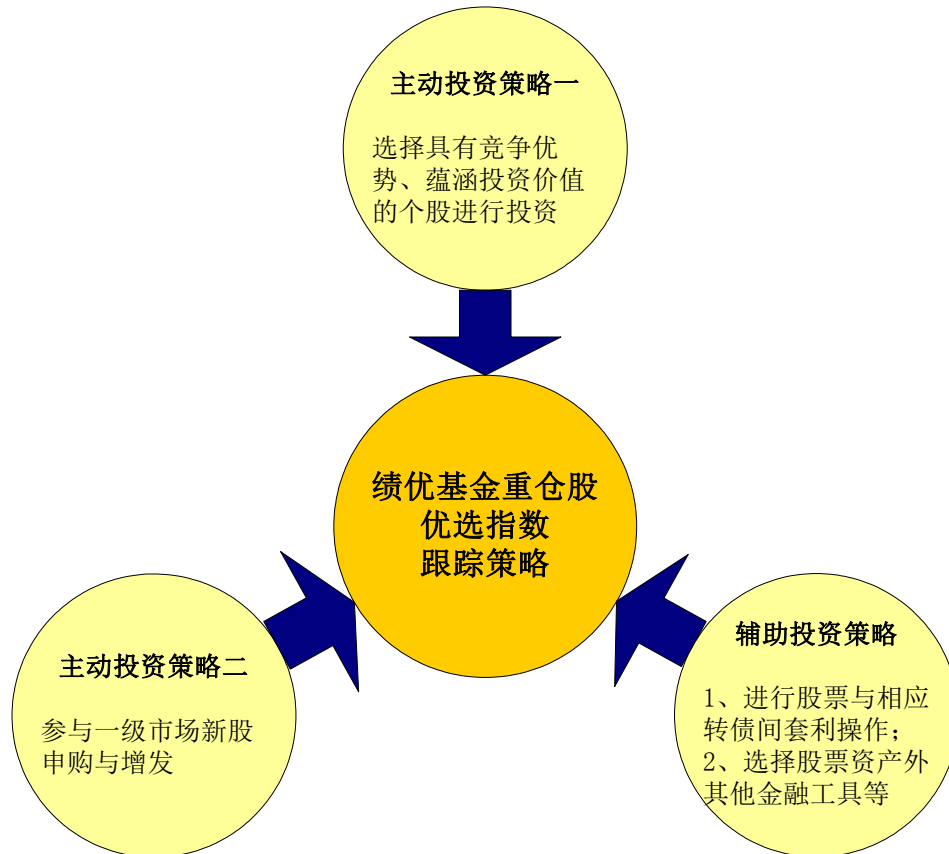 主动投资策略一
选择具有竞争优
势、蕴涵投资价值
的个股进行投资
绩优基金重仓股
优选指数
跟踪策略
主动投资策略二
参与一级市场新股
申购与增发
辅助投资策略
1、进行股票与相应
转债间套利操作;
2、选择股票资产外
其他金融工具等